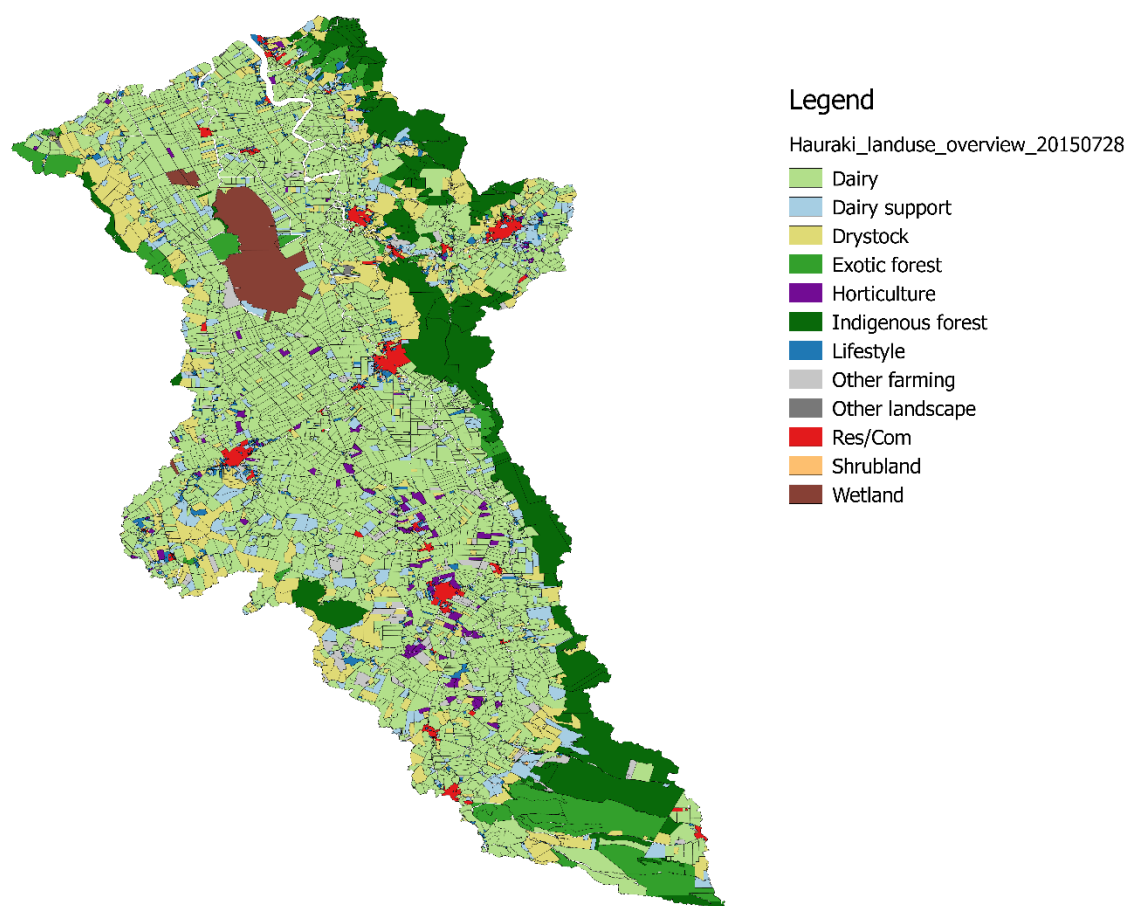 Legend
Hauraki_landuse_overview_20150728
Dairy
Dairy support
Drystock
Exotic forest
Horticulture
Indigenous forest
Lifestyle
Other farming
Other landscape
Res/Com
Shrubland
Wetland